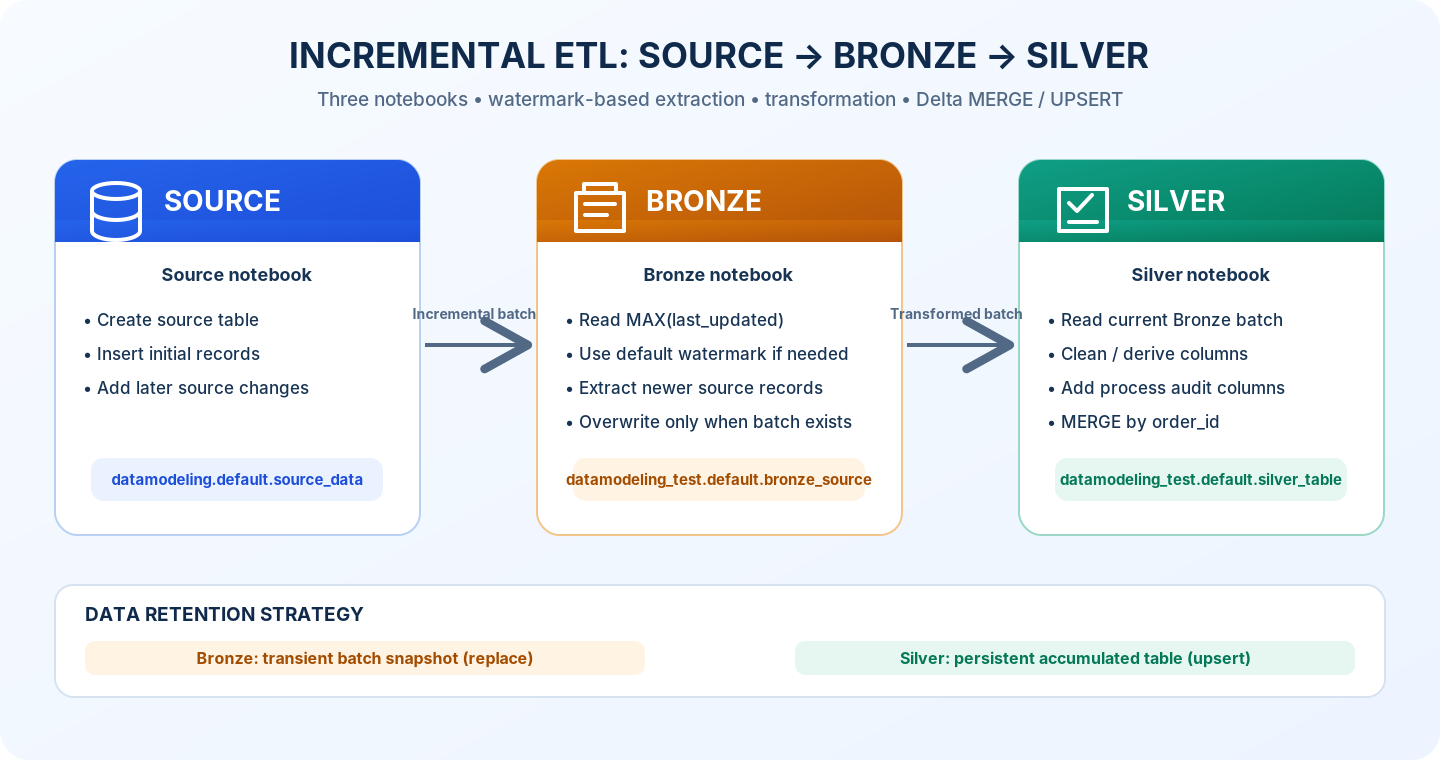 INCREMENTAL ETL: SOURCE → BRONZE → SILVER
Three notebooks • watermark-based extraction • transformation • Delta MERGE / UPSERT
SOURCE
Source notebook
• Create source table
• Insert initial records
• Add later source changes
datamodeling.default.source_data
Incremental batch
BRONZE
Bronze notebook
• Read MAX(last_updated)
• Use default watermark if needed
• Extract newer source records
• Overwrite only when batch exists
datamodeling_test.default.bronze_source
Transformed batch
SILVER
Silver notebook
• Read current Bronze batch
• Clean / derive columns
• Add process audit columns
• MERGE by order_id
datamodeling_test.default.silver_table
DATA RETENTION STRATEGY
Bronze: transient batch snapshot (replace)
Silver: persistent accumulated table (upsert)